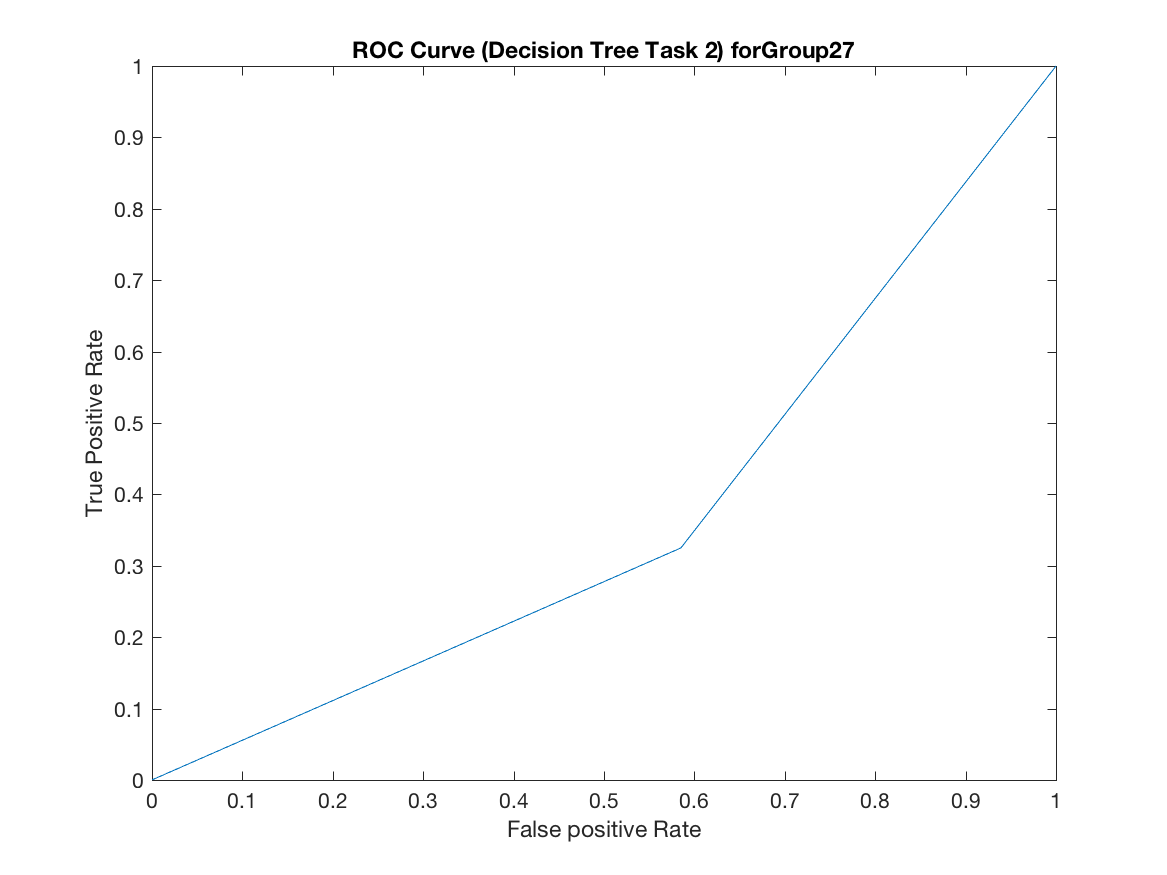 ROC Curve (Decision Tree Task 2) forGroup27
1
0.9
0.8
0.7
0.6
0.5
0.4
0.3
0.2
0.1
0
True Positive Rate
0 0.1 0.2 0.3 0.4 0.5 0.6 0.7 0.8 0.9 1
False positive Rate